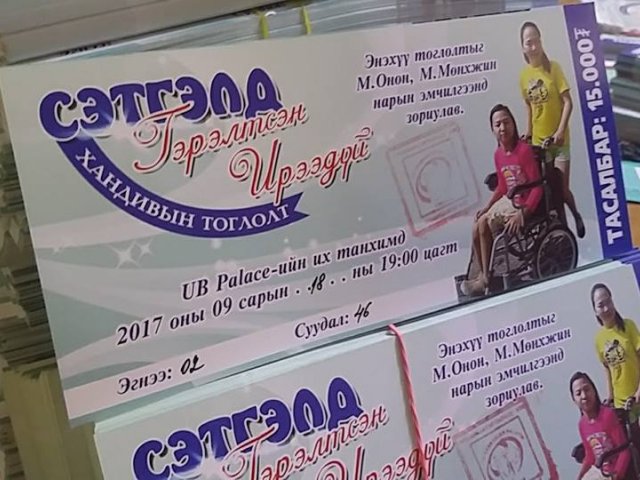 СЭТГЭЛД
Гэрэлтсэн
Ирээдүй
ХАНДИВЫН ТОГЛОЛТ
Энэхүү тоглолтыг
М.Онон, М.Мөнхжин
нарын эмчилгээнд
зориулав.
UB Palace-ийн их танхимд
2017 оны 09 сарын . 18 . . ны 19:00 цагт
Эгнээ: 02
Суудал: 46
ТАСАЛБАР: 15.000₮
СЭТГЭЛД
Гэрэлтсэн
Ирээдүй
Энэхүү тоглолтыг
М.Онон, М.Мөнхжин
нарын эмчилгээнд
зориулав.